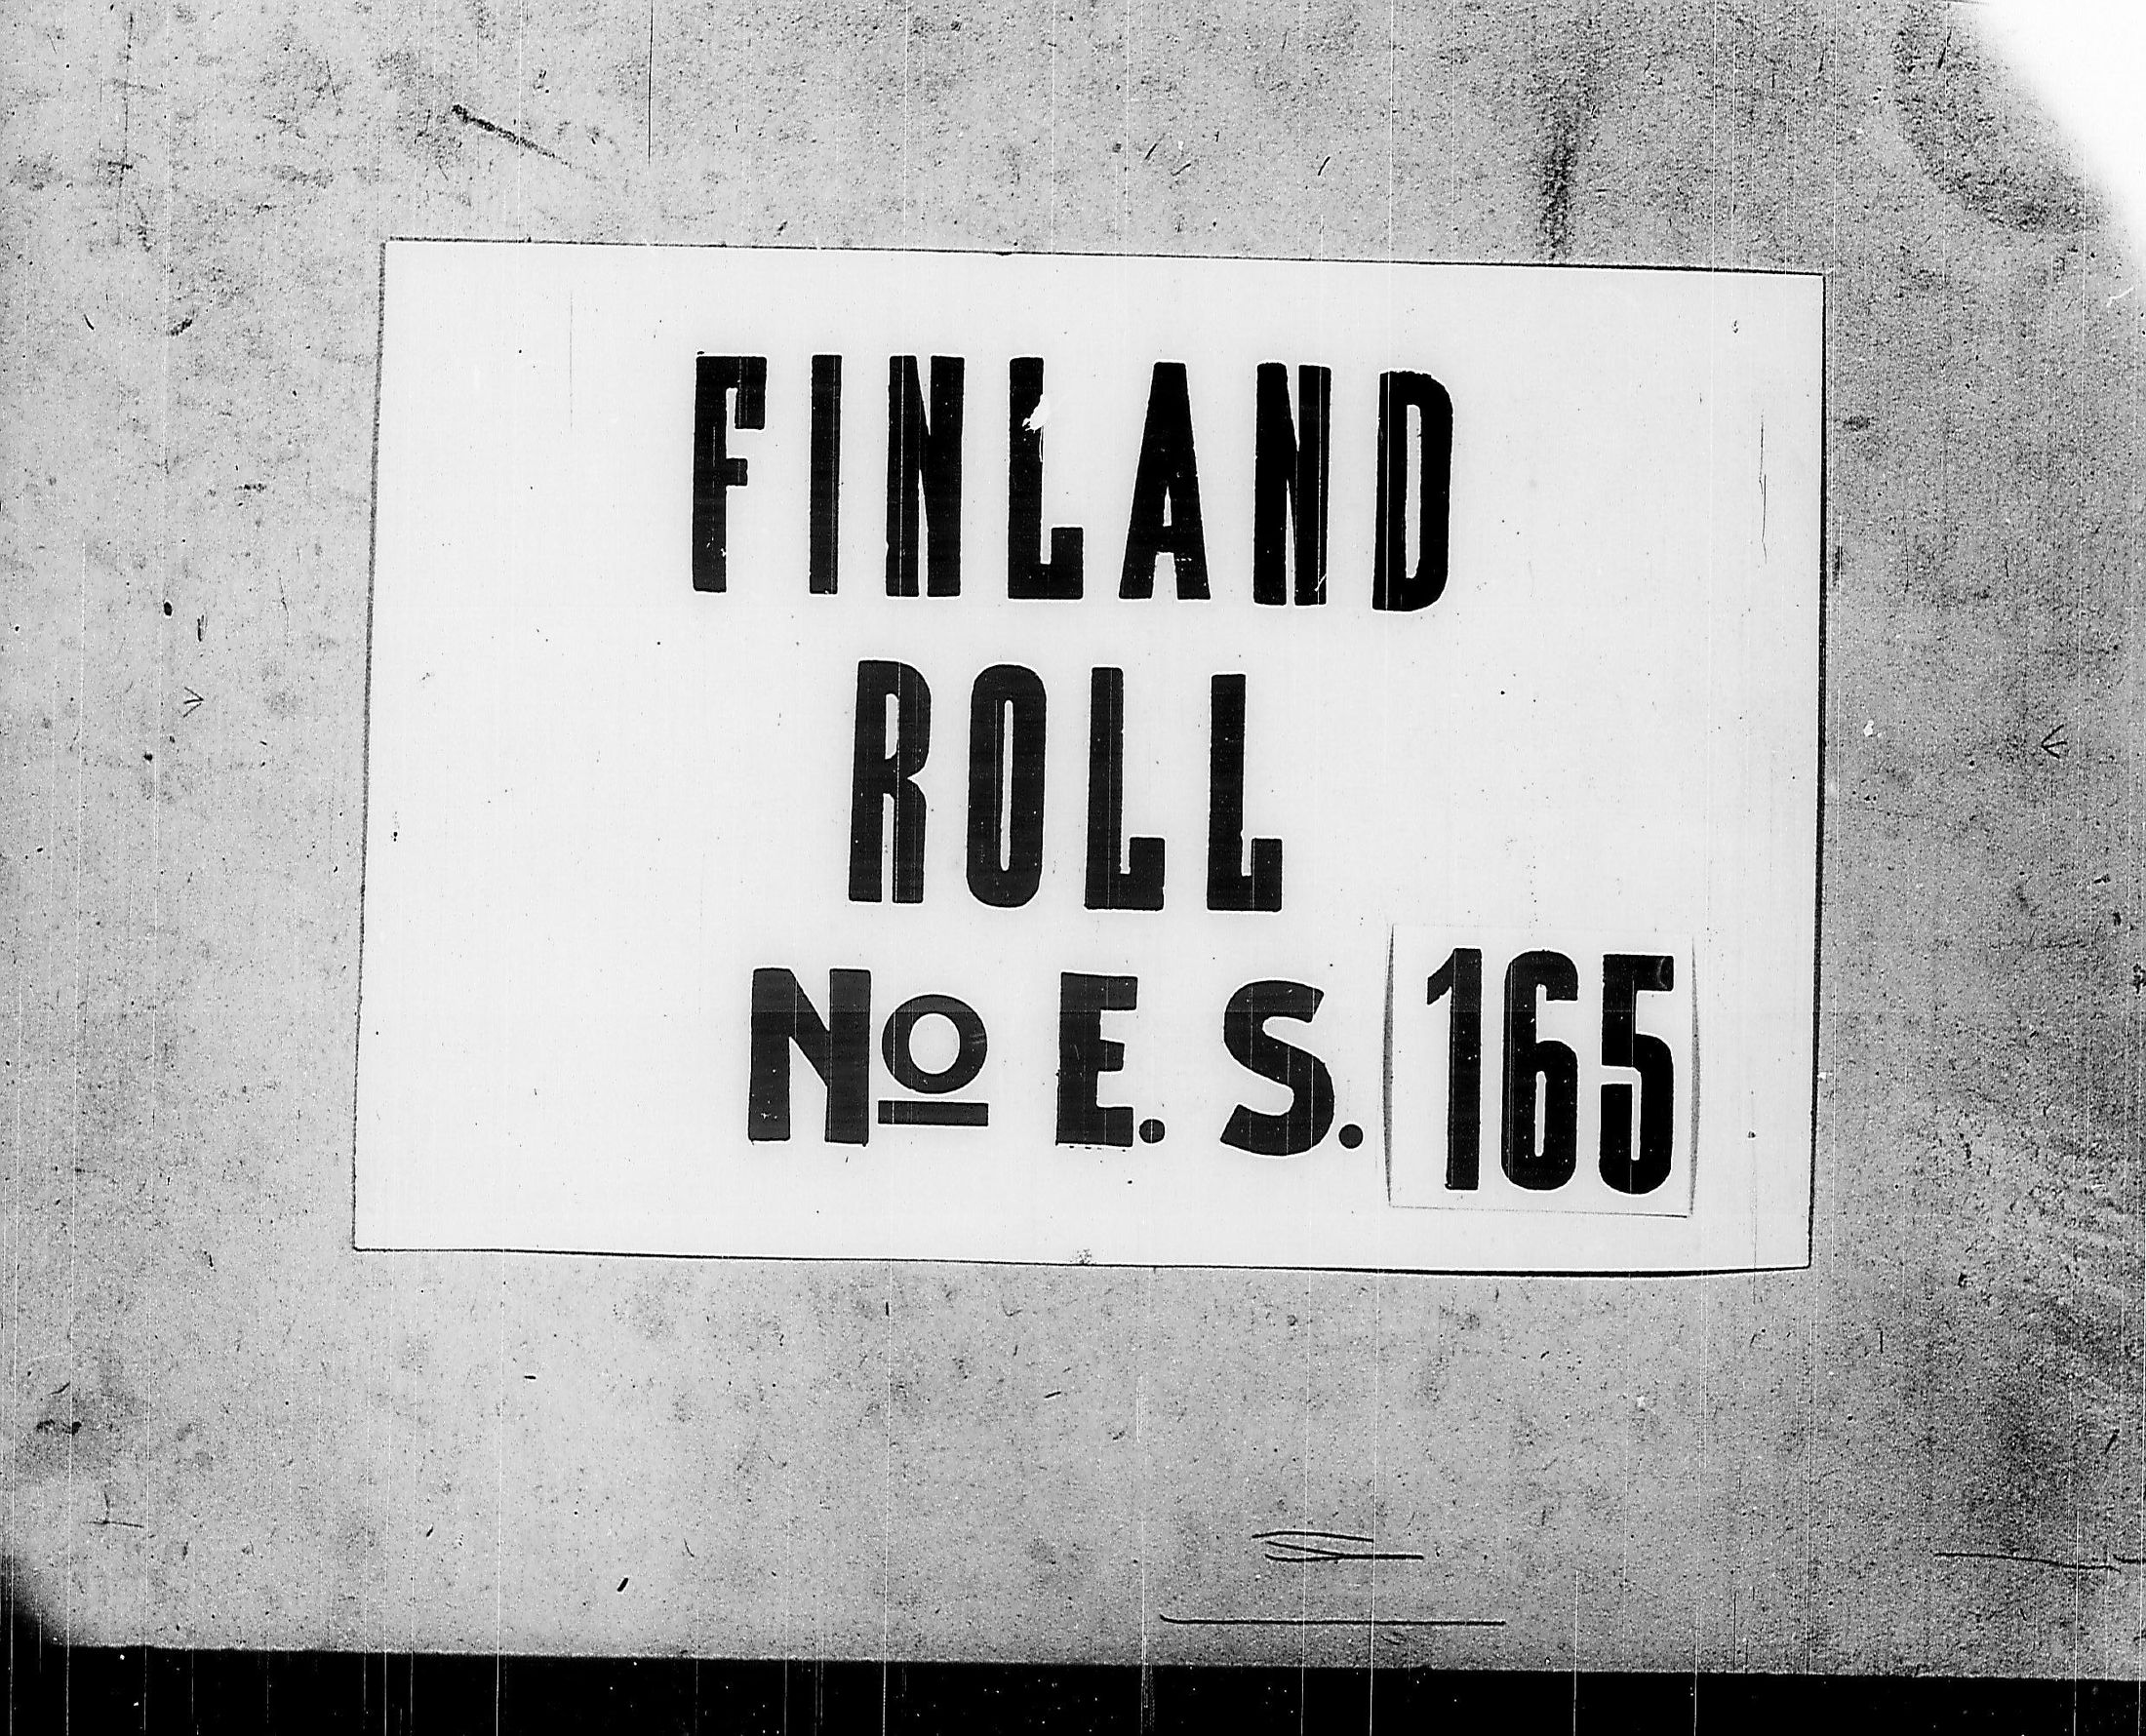 FINLAND
ROLL
No E. S. 165